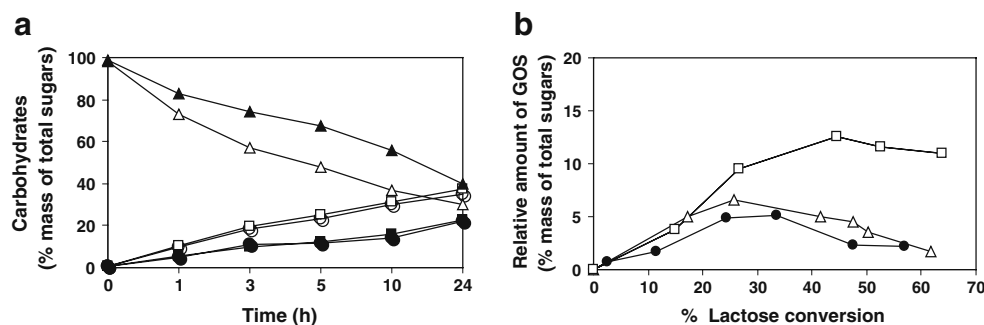 a
Carbohydrates
(% mass of total sugars)
100
80
60
40
20
0
0 1 3 5 10 24
Time (h)
b
Relative amount of GOS
(% mass of total sugars)
20
15
10
5
0
0 10 20 30 40 50 60 70
% Lactose conversion